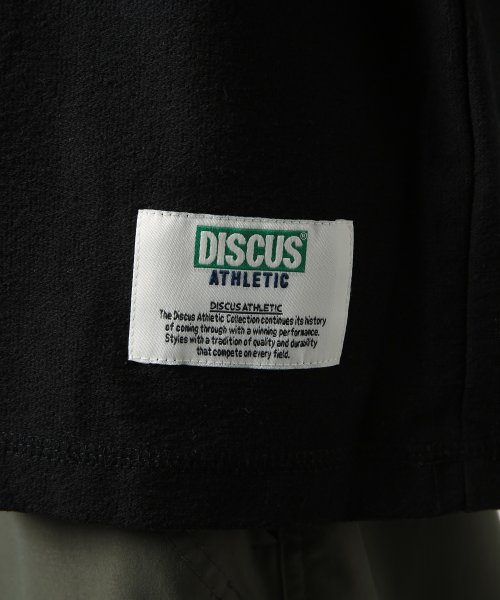 DISCUS®
ATHLETIC
DISCUS ATHLETIC
The Discus Athletic Collection continues its history
of coming through with a winning performance.
Styles with a tradition of quality and durability
that compete on every field.